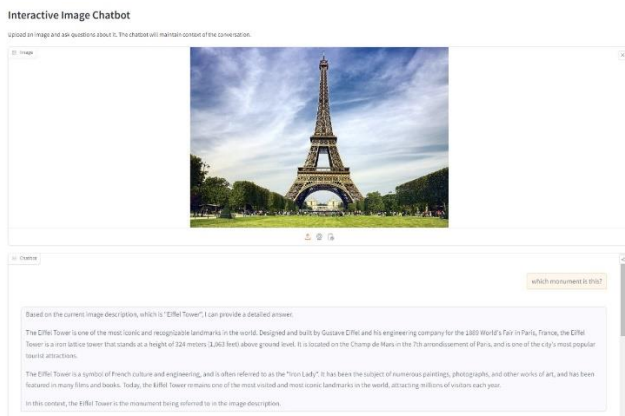 Interactive Image Chatbot
Upload an image and ask questions about it. The chatbot will maintain context of the conversation.
Image
Chatbot
which monument is this?
Based on the current image description, which is "Eiffel Tower", I can provide a detailed answer.
The Eiffel Tower is one of the most iconic and recognizable landmarks in the world. Designed and built by Gustave Eiffel and his engineering company for the 1889 World's Fair in Paris, France, the Eiffel
Tower is a iron lattice tower that stands at a height of 324 meters (1,063 feet) above ground level. It is located on the Champ de Mars in the 7th arrondissement of Paris, and is one of the city's most popular
tourist attractions.
The Eiffel Tower is a symbol of French culture and engineering, and is often referred to as the "Iron Lady". It has been the subject of numerous paintings, photographs, and other works of art, and has been
featured in many films and books. Today, the Eiffel Tower remains one of the most visited and most iconic landmarks in the world, attracting millions of visitors each year.
In this context, the Eiffel Tower is the monument being referred to in the image description.